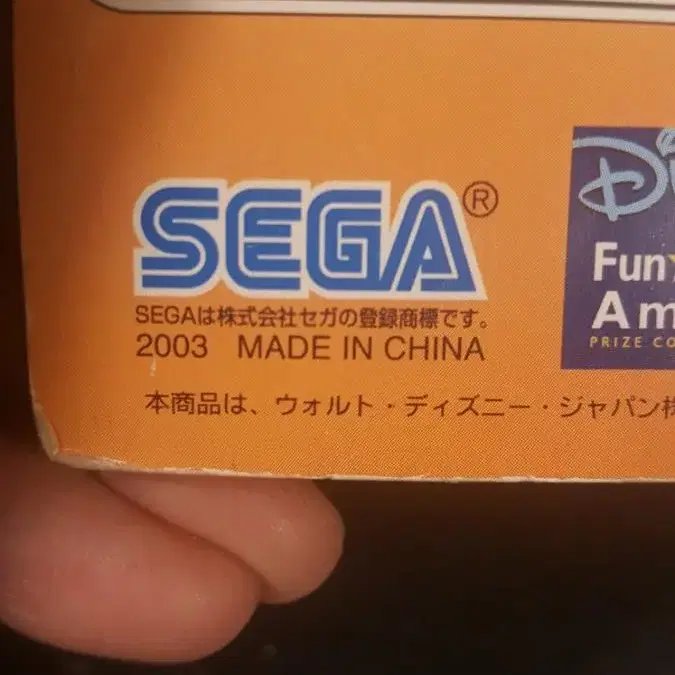 SEGA®
SEGAは株式会社セガの登録商標です。
2003 MADE IN CHINA
本商品は、ウォルト・ディズニー・ジャパン株
Fun
Am
PRIZE CO